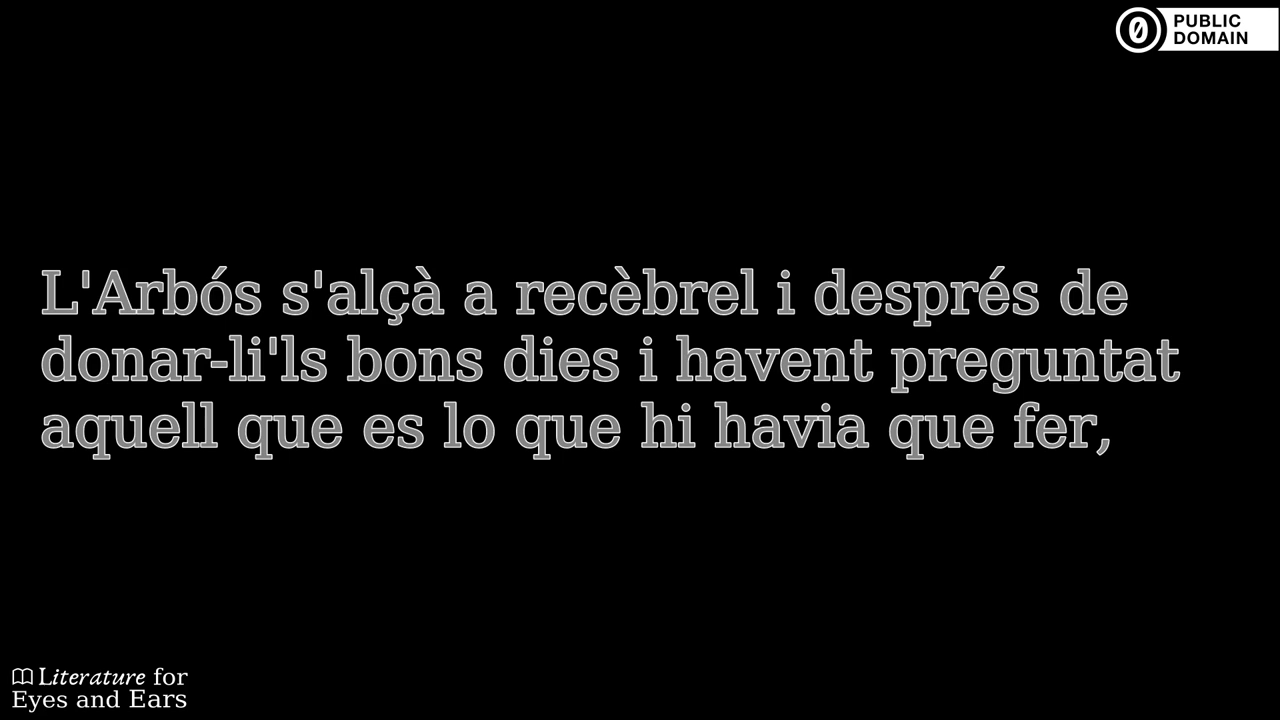 PUBLIC
DOMAIN
L'Arbós s'alçà a recèbrel i després de
donar-li'ls bons dies i havent preguntat
aquell que es lo que hi havia que fer,
Literature for
Eyes and Ears